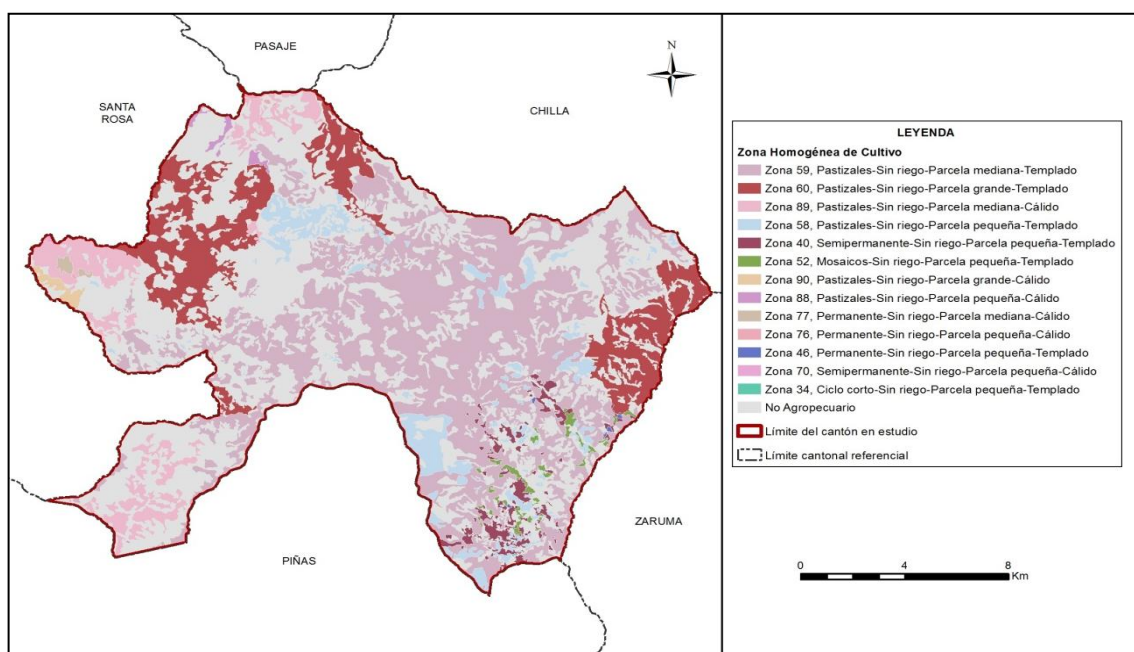 PASAJE
N
SANTA
ROSA
CHILLA
ZARUMA
PIÑAS
LEYENDA
Zona Homogénea de Cultivo
Zona 59, Pastizales-Sin riego-Parcela mediana-Templado
Zona 60, Pastizales-Sin riego-Parcela grande-Templado
Zona 89, Pastizales-Sin riego-Parcela mediana-Cálido
Zona 58, Pastizales-Sin riego-Parcela pequeña-Templado
Zona 40, Semipermanente-Sin riego-Parcela pequeña-Templado
Zona 52, Mosaicos-Sin riego-Parcela pequeña-Templado
Zona 90, Pastizales-Sin riego-Parcela grande-Cálido
Zona 88, Pastizales-Sin riego-Parcela pequeña-Cálido
Zona 77, Permanente-Sin riego-Parcela mediana-Cálido
Zona 76, Permanente-Sin riego-Parcela pequeña-Cálido
Zona 46, Permanente-Sin riego-Parcela pequeña-Templado
Zona 70, Semipermanente-Sin riego-Parcela pequeña-Cálido
Zona 34, Ciclo corto-Sin riego-Parcela pequeña-Templado
No Agropecuario
Límite del cantón en estudio
Límite cantonal referencial
0 4 8
Km